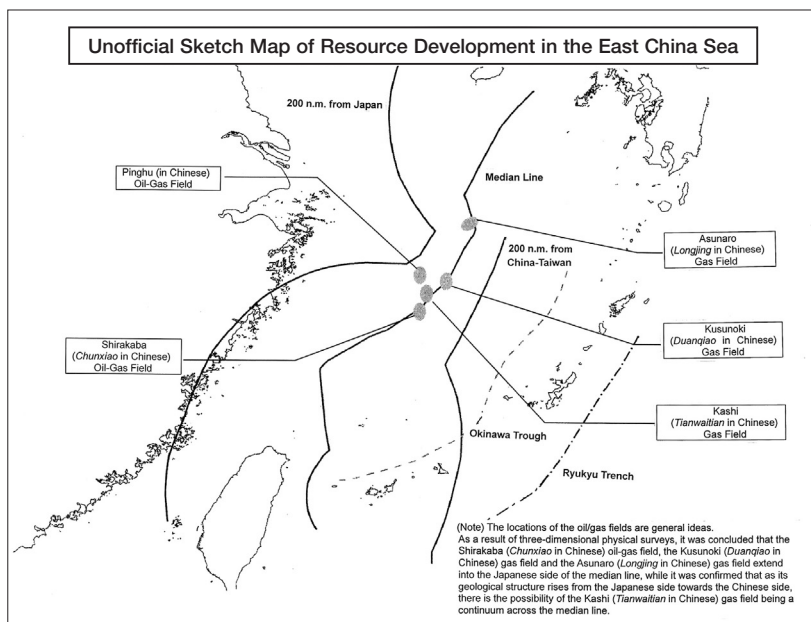 Unofficial Sketch Map of Resource Development in the East China Sea
200 n.m. from Japan
Pinghu (in Chinese)
Oil-Gas Field
Median Line
Asunaro
(Longjing in Chinese)
Gas Field
200 n.m. from
China-Taiwan
Shirakaba
(Chunxiao in Chinese)
Oil-Gas Field
Kusunoki
(Duanqiao in Chinese)
Gas Field
Kashi
(Tianwaitian in Chinese)
Gas Field
Okinawa Trough
Ryukyu Trench
(Note) The locations of the oil/gas fields are general ideas.
As a result of three-dimensional physical surveys, it was concluded that the
Shirakaba (Chunxiao in Chinese) oil-gas field, the Kusunoki (Duanqiao in
Chinese) gas field and the Asunaro (Longjing in Chinese) gas field extend
into the Japanese side of the median line, while it was confirmed that as its
geological structure rises from the Japanese side towards the Chinese side,
there is the possibility of the Kashi (Tianwaitian in Chinese) gas field being a
continuum across the median line.